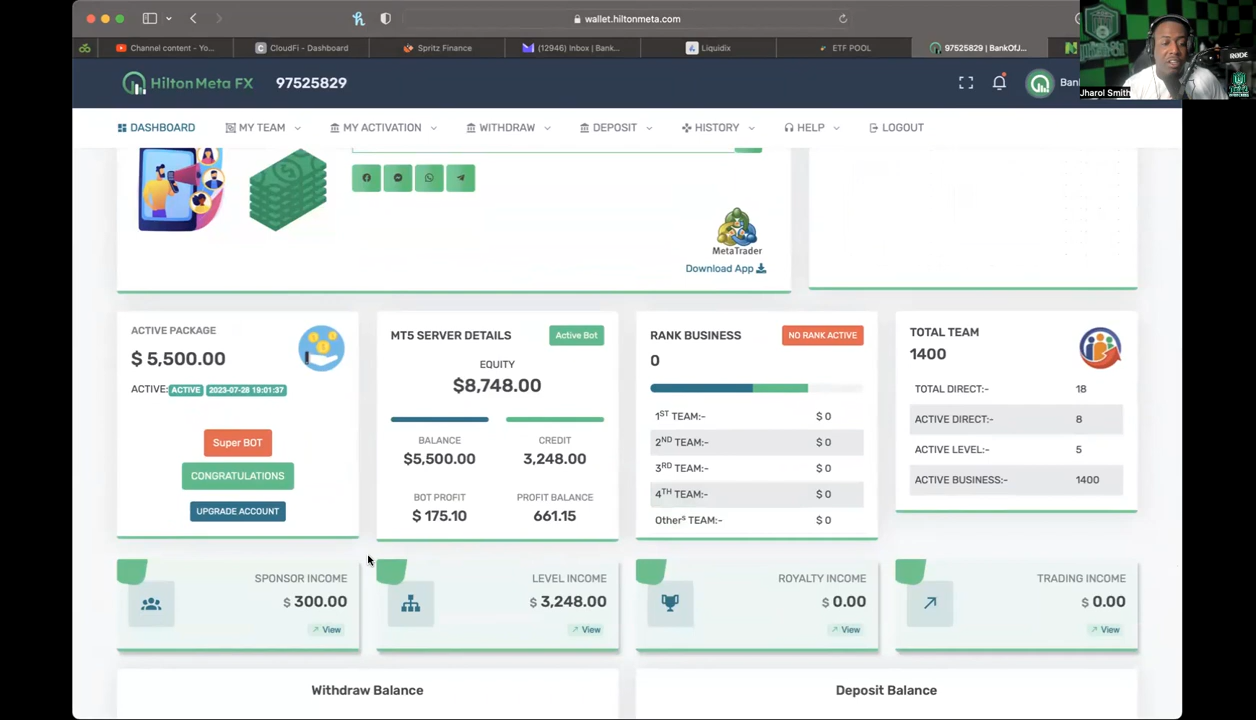 wallet.hiltonmeta.com
Channel content - Yo...
CloudFi - Dashboard
Spritz Finance
(12946) Inbox | Bank...
Liquidix
ETF POOL
97525829 | BankOfJ...
Hilton Meta FX
97525829
Ban
RØDE
Jharol Smith
DASHBOARD
MY TEAM
MY ACTIVATION
WITHDRAW
DEPOSIT
HISTORY
HELP
LOGOUT
MetaTrader
Download App
ACTIVE PACKAGE
$ 5,500.00
ACTIVE: ACTIVE 2023-07-28 19:01:37
Super BOT
CONGRATULATIONS
UPGRADE ACCOUNT
MT5 SERVER DETAILS
Active Bot
EQUITY
$8,748.00
BALANCE
CREDIT
$5,500.00
3,248.00
BOT PROFIT
PROFIT BALANCE
$ 175.10
661.15
RANK BUSINESS
NO RANK ACTIVE
0
1ST TEAM:- $ 0
2ND TEAM:- $ 0
3RD TEAM:- $ 0
4TH TEAM:- $ 0
Others TEAM:- $ 0
TOTAL TEAM
1400
TOTAL DIRECT:- 18
ACTIVE DIRECT:- 8
ACTIVE LEVEL:- 5
ACTIVE BUSINESS:- 1400
SPONSOR INCOME
$ 300.00
View
LEVEL INCOME
$ 3,248.00
View
ROYALTY INCOME
$ 0.00
View
TRADING INCOME
$ 0.00
View
Withdraw Balance
Deposit Balance